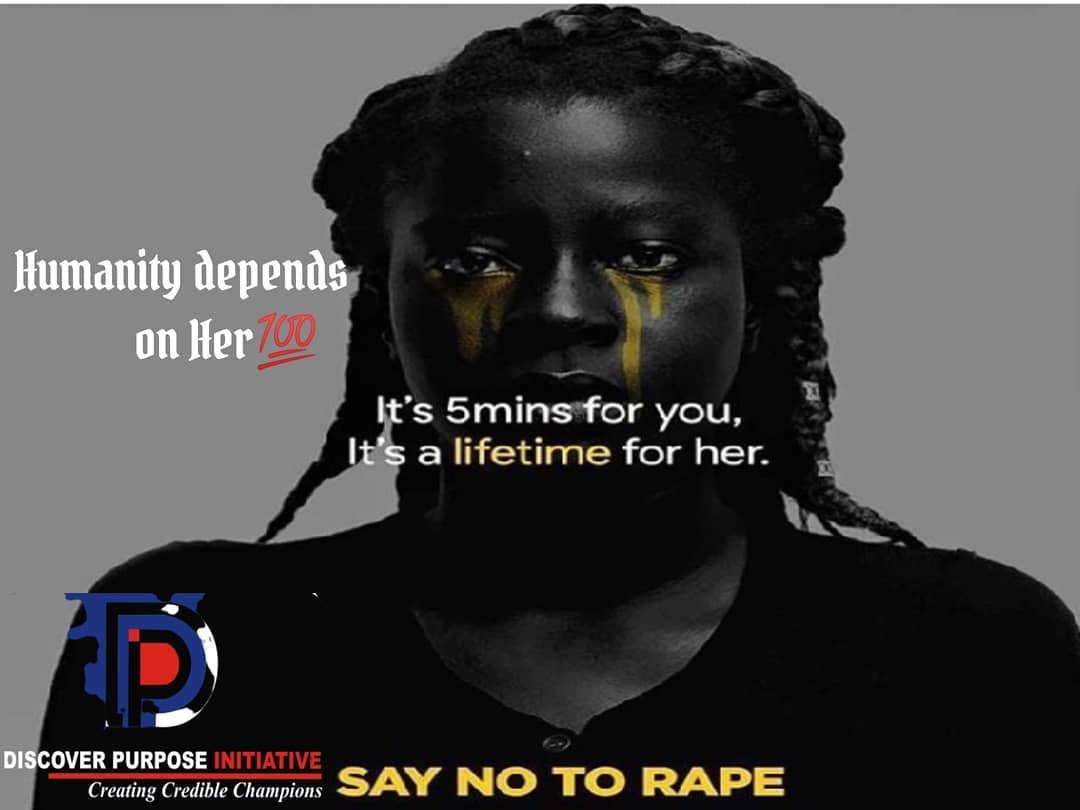 Humanity depends
on Her 💯
It's 5mins for you,
It's a lifetime for her.
DISCOVER PURPOSE INITIATIVE
Creating Credible Champions
SAY NO TO RAPE